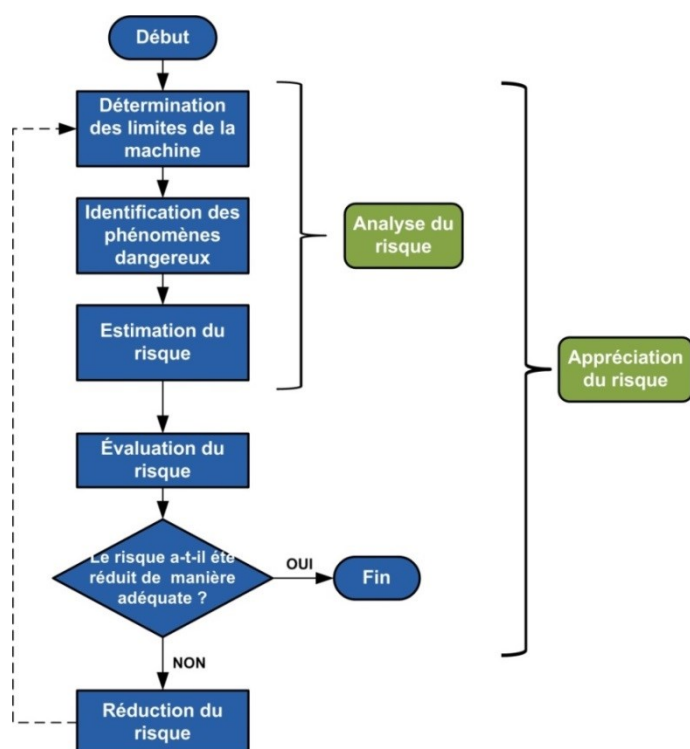 Début
Détermination
des limites de la
machine
Identification des
phénomènes
dangereux
Analyse du
risque
Estimation du
risque
Appréciation
du risque
Évaluation du
risque
Le risque a-t-il été
réduit de manière
adéquate ?
OUI
Fin
NON
Réduction du
risque